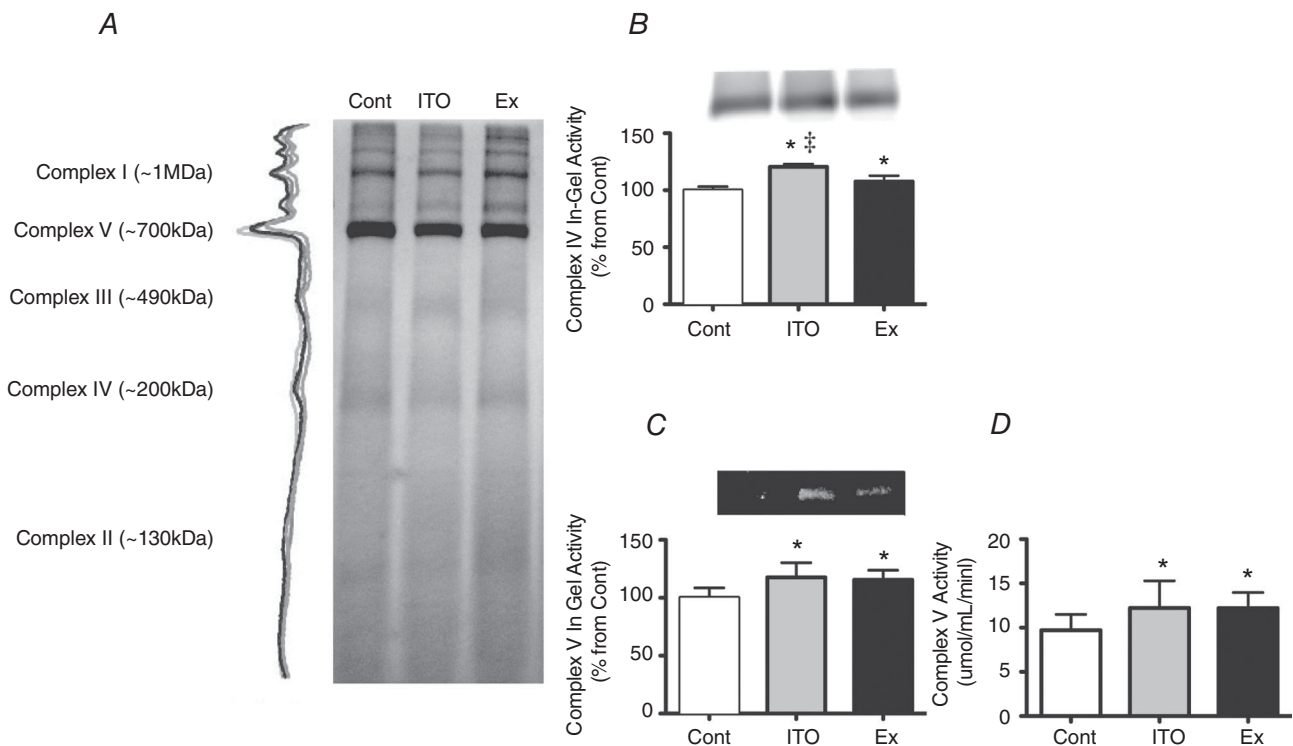 A
Cont ITO Ex
Complex I (~1MDa)
Complex V (~700kDa)
Complex III (~490kDa)
Complex IV (~200kDa)
Complex II (~130kDa)
B
Complex IV In-Gel Activity
(% from Cont)
150
100
50
0
* ‡
*
Cont ITO Ex
C
Complex V In Gel Activity
(% from Cont)
150
100
50
0
*
*
Cont ITO Ex
D
Complex V Activity
(umol/mL/minl)
20
15
10
5
0
*
*
Cont ITO Ex